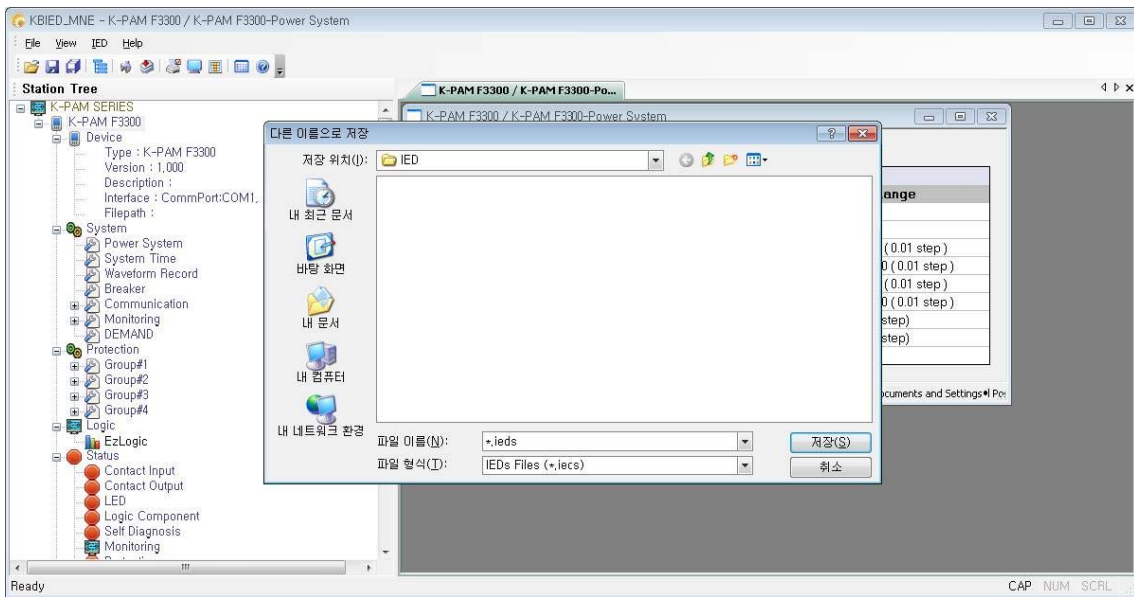 KBIED_MNE - K-PAM F3300 / K-PAM F3300-Power System
File View IED Help
Station Tree
K-PAM F3300 / K-PAM F3300-Po...
K-PAM SERIES
K-PAM F3300
Device
Type : K-PAM F3300
Version : 1,000
Description :
Interface : CommPort:COM1,
Filepath :
System
Power System
System Time
Waveform Record
Breaker
Communication
Monitoring
DEMAND
Protection
Group#1
Group#2
Group#3
Group#4
Logic
EzLogic
Status
Contact Input
Contact Output
LED
Logic Component
Self Diagnosis
Monitoring
K-PAM F3300 / K-PAM F3300-Power System
다른 이름으로 저장
저장 위치(I): IED
내 최근 문서
바탕 화면
내 문서
내 컴퓨터
내 네트워크 환경
파일 이름(N): *,ieds
저장(S)
파일 형식(T): IEDs Files (*,iecs)
취소
ange
( 0.01 step )
0 ( 0.01 step )
( 0.01 step )
0 ( 0.01 step )
step)
step)
ocuments and Settings
Ready
CAP NUM SCRL